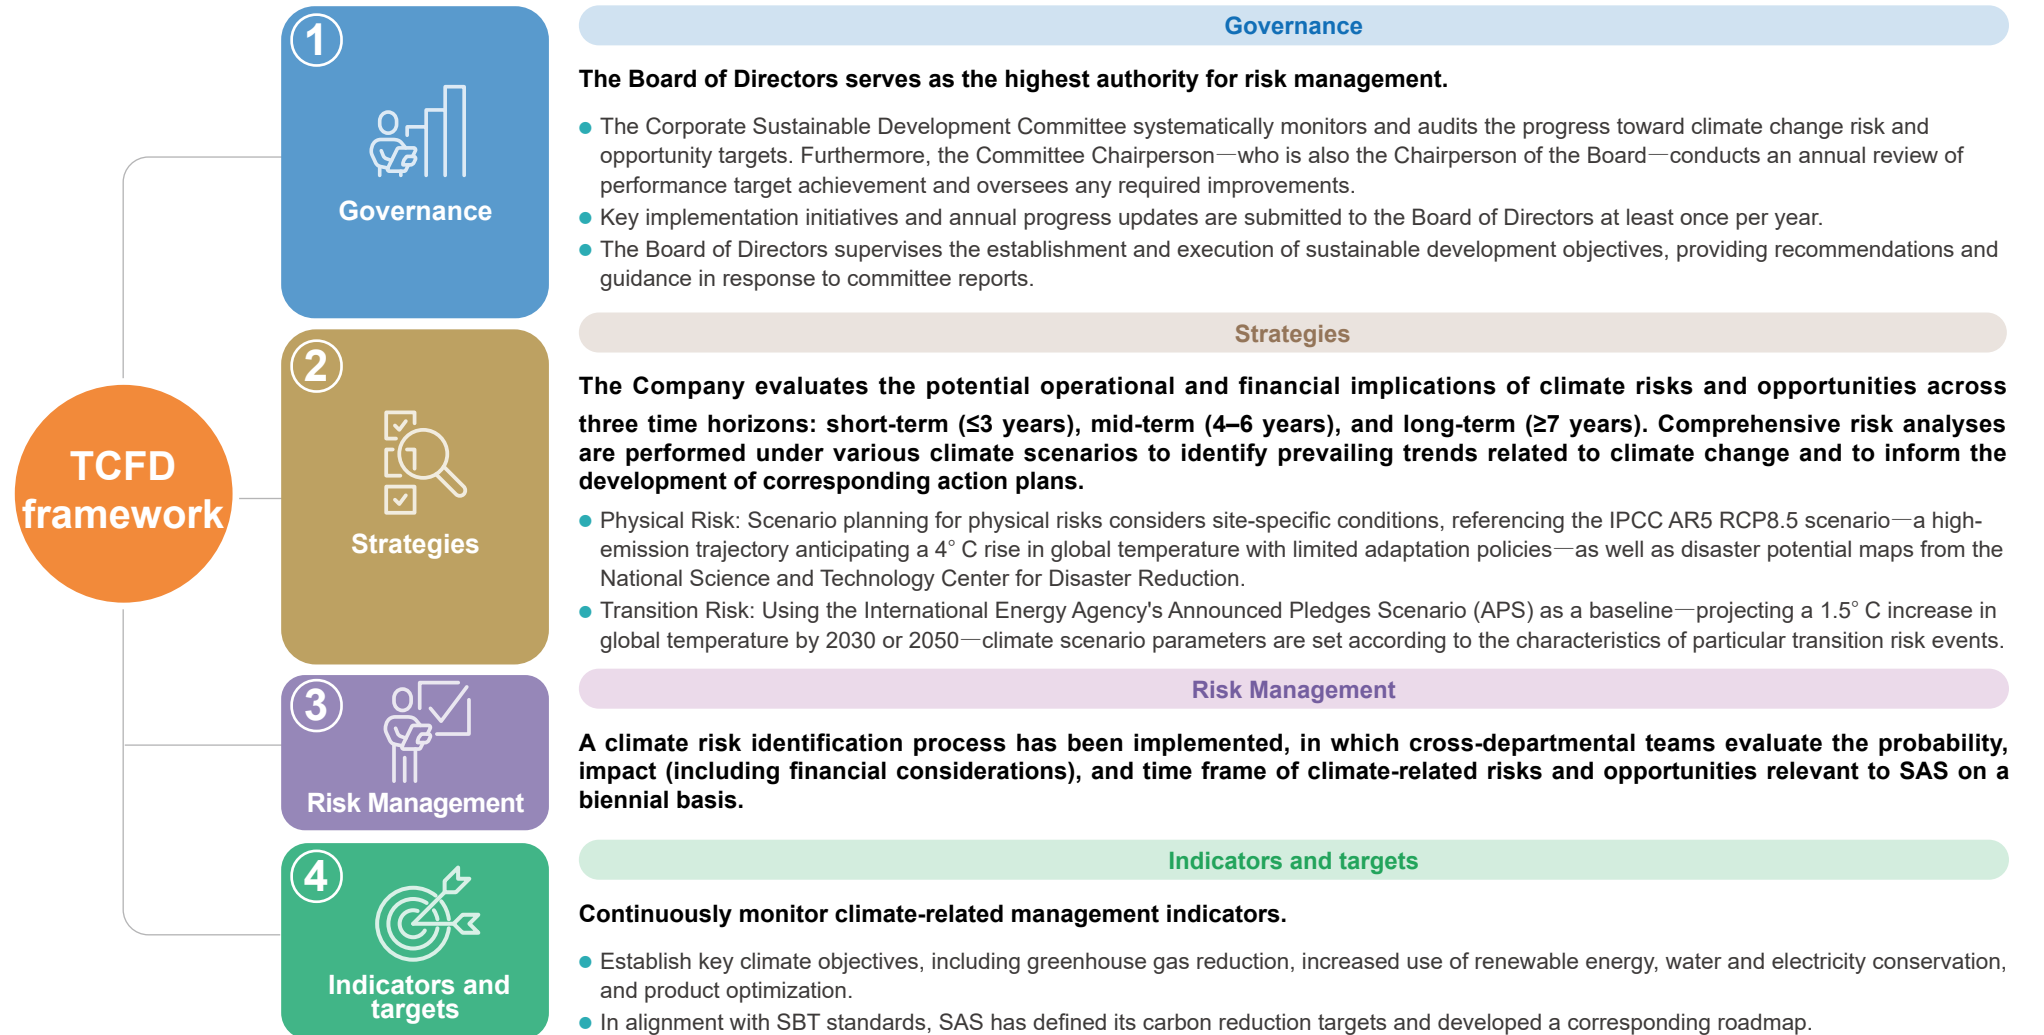 TCFD
framework
1
Governance
2
Strategies
3
Risk Management
4
Indicators and
targets
Governance
The Board of Directors serves as the highest authority for risk management.
● The Corporate Sustainable Development Committee systematically monitors and audits the progress toward climate change risk and
opportunity targets. Furthermore, the Committee Chairperson—who is also the Chairperson of the Board—conducts an annual review of
performance target achievement and oversees any required improvements.
● Key implementation initiatives and annual progress updates are submitted to the Board of Directors at least once per year.
● The Board of Directors supervises the establishment and execution of sustainable development objectives, providing recommendations and
guidance in response to committee reports.
Strategies
The Company evaluates the potential operational and financial implications of climate risks and opportunities across
three time horizons: short-term (≤3 years), mid-term (4–6 years), and long-term (≥7 years). Comprehensive risk analyses
are performed under various climate scenarios to identify prevailing trends related to climate change and to inform the
development of corresponding action plans.
● Physical Risk: Scenario planning for physical risks considers site-specific conditions, referencing the IPCC AR5 RCP8.5 scenario—a high-
emission trajectory anticipating a 4° C rise in global temperature with limited adaptation policies—as well as disaster potential maps from the
National Science and Technology Center for Disaster Reduction.
● Transition Risk: Using the International Energy Agency's Announced Pledges Scenario (APS) as a baseline—projecting a 1.5° C increase in
global temperature by 2030 or 2050—climate scenario parameters are set according to the characteristics of particular transition risk events.
Risk Management
A climate risk identification process has been implemented, in which cross-departmental teams evaluate the probability,
impact (including financial considerations), and time frame of climate-related risks and opportunities relevant to SAS on a
biennial basis.
Indicators and targets
Continuously monitor climate-related management indicators.
● Establish key climate objectives, including greenhouse gas reduction, increased use of renewable energy, water and electricity conservation,
and product optimization.
● In alignment with SBT standards, SAS has defined its carbon reduction targets and developed a corresponding roadmap.